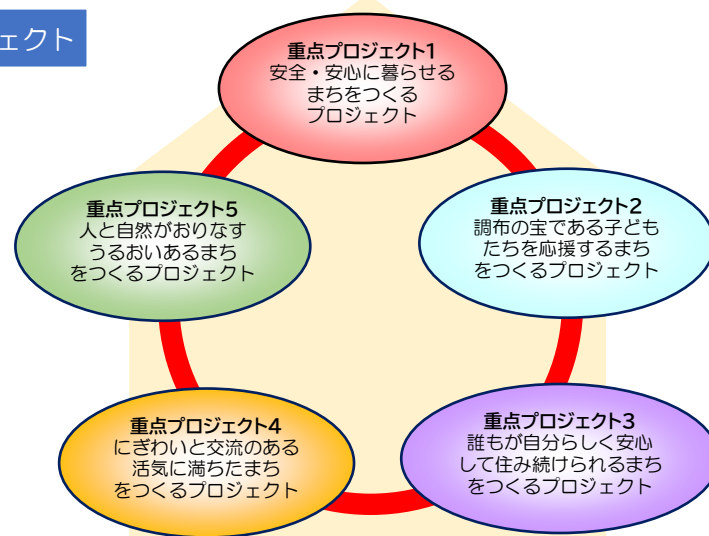 ェクト
重点プロジェクト1
安全・安心に暮らせる
まちをつくる
プロジェクト
重点プロジェクト2
調布の宝である子ども
たちを応援するまち
をつくるプロジェクト
重点プロジェクト3
誰もが自分らしく安心
して住み続けられるまち
をつくるプロジェクト
重点プロジェクト4
にぎわいと交流のある
活気に満ちたまち
をつくるプロジェクト
重点プロジェクト5
人と自然がおりなす
うるおいあるまち
をつくるプロジェクト